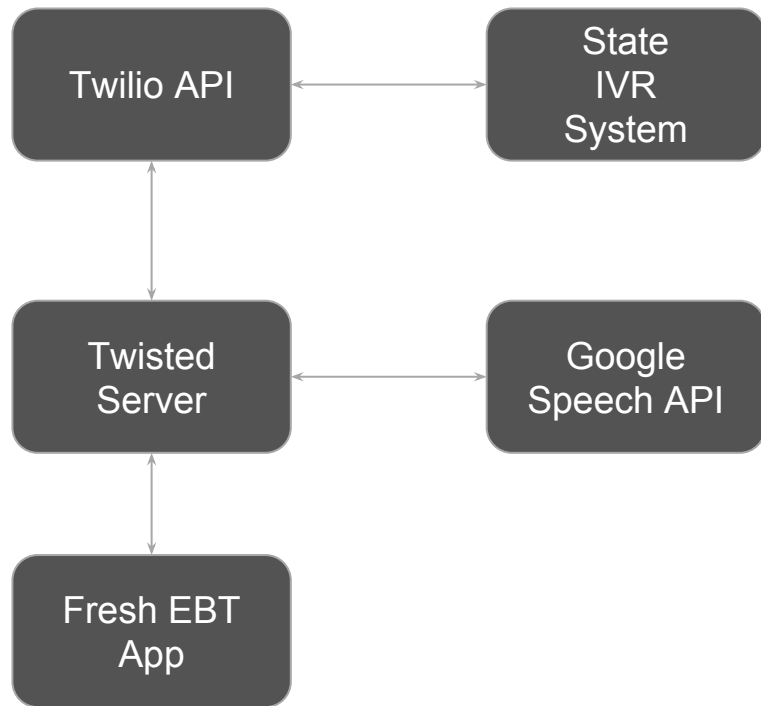 Twilio API
State
IVR
System
Twisted
Server
Google
Speech API
Fresh EBT
App